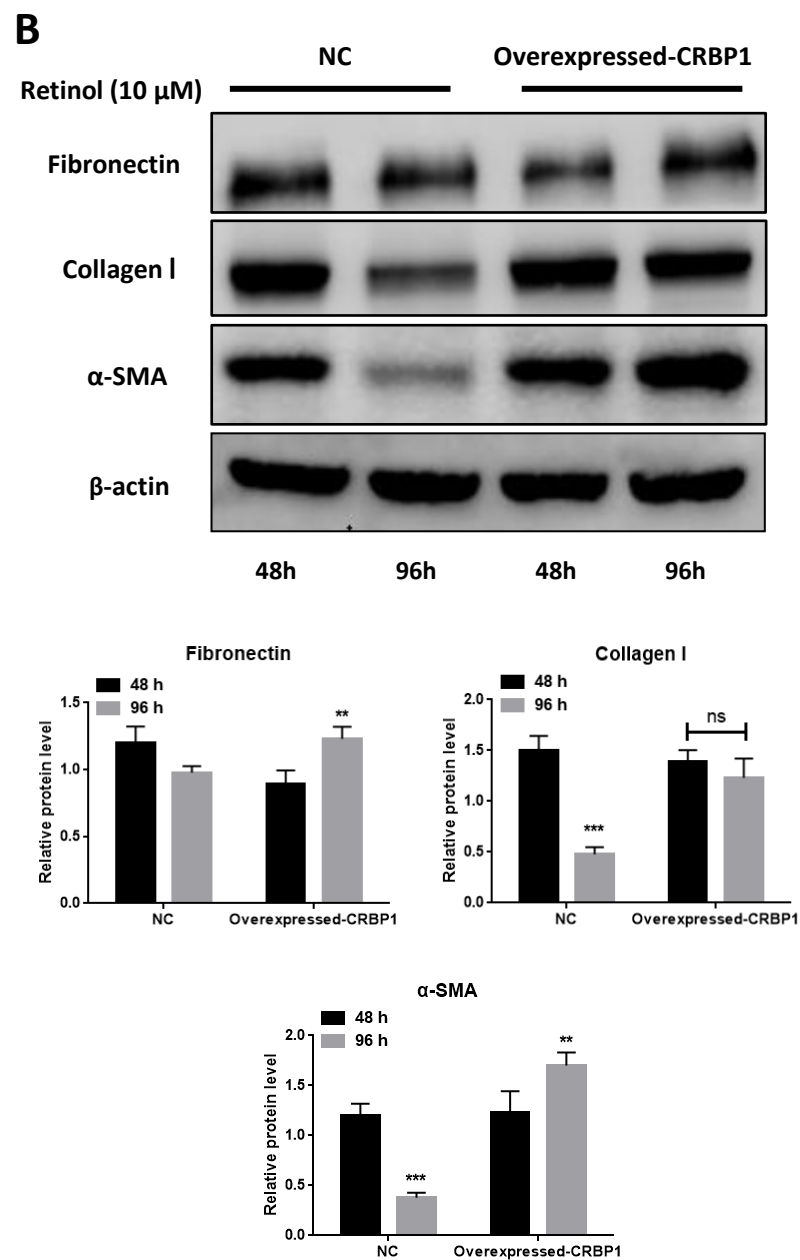 B
NC Overexpressed-CRBP1
Retinol (10 μM)
Fibronectin
Collagen l
α-SMA
β-actin
48h 96h 48h 96h
Fibronectin
48 h
96 h
Relative protein level
1.5
1.0
0.5
0.0
**
NC Overexpressed-CRBP1
Collagen I
48 h
96 h
Relative protein level
2.0
1.5
1.0
0.5
0.0
***
ns
NC Overexpressed-CRBP1
α-SMA
48 h
96 h
Relative protein level
2.0
1.5
1.0
0.5
0.0
***
**
NC Overexpressed-CRBP1